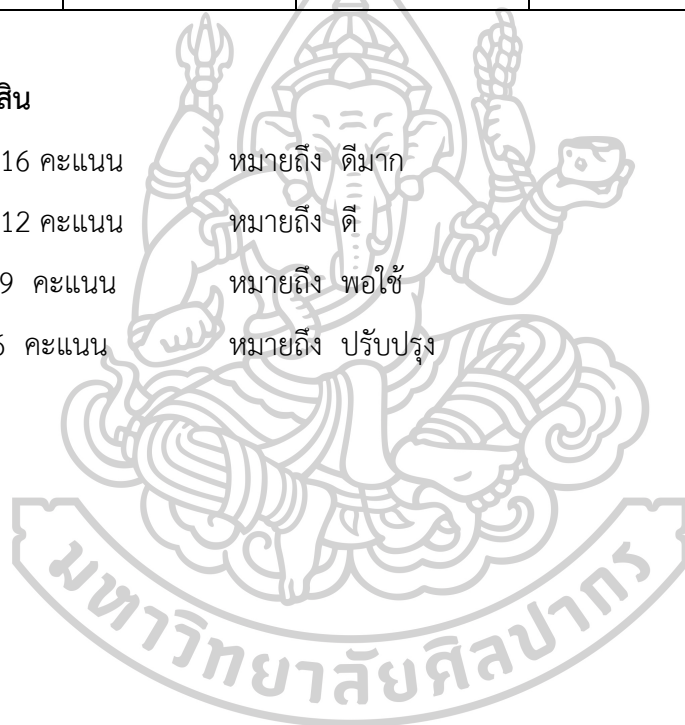 สิน
16 คะแนน หมายถึง ดีมาก
12 คะแนน หมายถึง ดี
9 คะแนน หมายถึง พอใช้
คะแนน หมายถึง ปรับปรุง
มหาวิทยาลัยศิลปากร